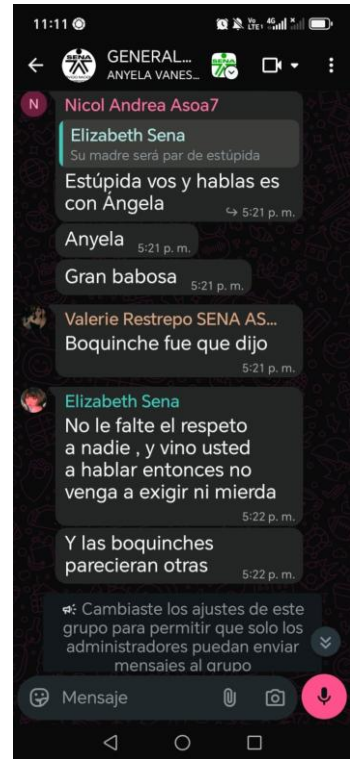 11:11
Vo
LTE1
4G
GENERAL...
SENA
ANYELA VANES...
N
Nicol Andrea Asoa7
Elizabeth Sena
Su madre será par de estúpida
Estúpida vos y hablas es
con Ángela
5:21 p. m.
Anyela
5:21 p. m.
Gran babosa
5:21 p. m.
Valerie Restrepo SENA AS...
Boquinche fue que dijo
5:21 p. m.
Elizabeth Sena
No le falte el respeto
a nadie , y vino usted
a hablar entonces no
venga a exigir ni mierda
5:22 p. m.
Y las boquinches
parecieran otras
5:22 p. m.
Cambiaste los ajustes de este
grupo para permitir que solo los
administradores puedan enviar
mensajes al grupo
Mensaje